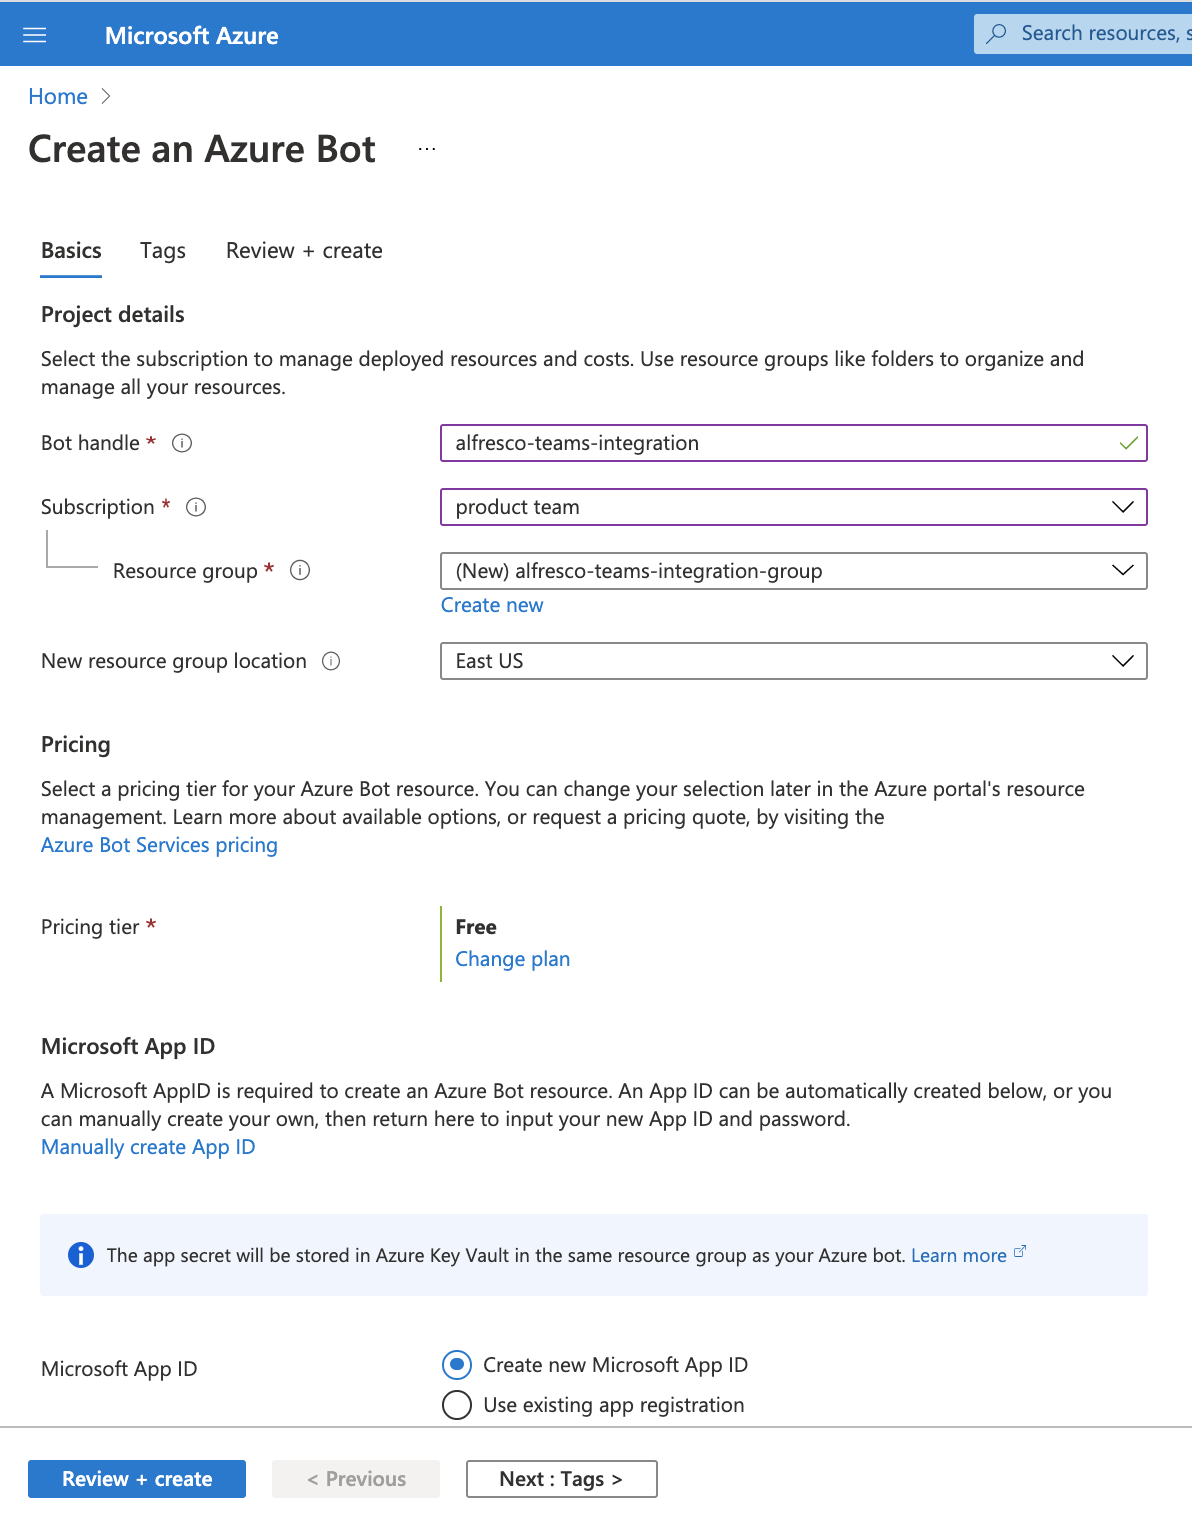 Microsoft Azure
Search resources, s
Home
Create an Azure Bot ...
Basics Tags Review + create
Project details
Select the subscription to manage deployed resources and costs. Use resource groups like folders to organize and
manage all your resources.
Bot handle *
alfresco-teams-integration
Subscription *
product team
Resource group *
(New) alfresco-teams-integration-group
Create new
New resource group location
East US
Pricing
Select a pricing tier for your Azure Bot resource. You can change your selection later in the Azure portal's resource
management. Learn more about available options, or request a pricing quote, by visiting the
Azure Bot Services pricing
Pricing tier *
Free
Change plan
Microsoft App ID
A Microsoft AppID is required to create an Azure Bot resource. An App ID can be automatically created below, or you
can manually create your own, then return here to input your new App ID and password.
Manually create App ID
The app secret will be stored in Azure Key Vault in the same resource group as your Azure bot. Learn more
Microsoft App ID
Create new Microsoft App ID
Use existing app registration
Review + create
< Previous
Next : Tags >